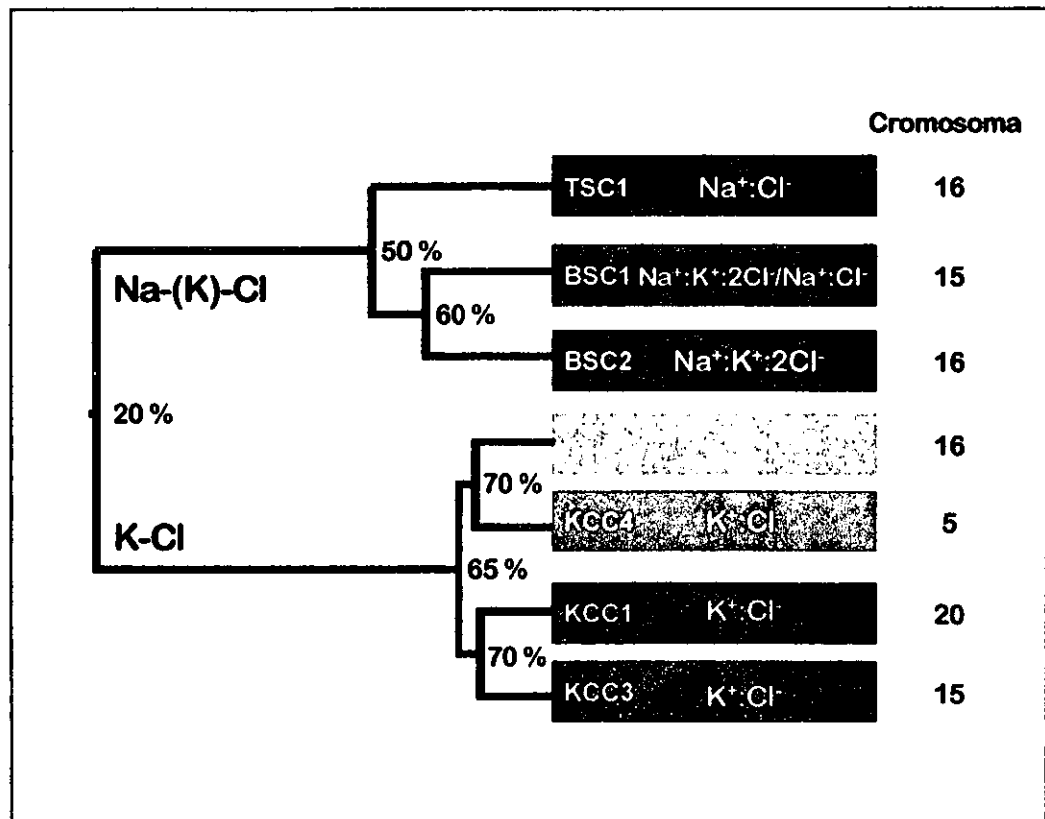 Cromosoma
TSC1 Na⁺:Cl⁻ 16
50 %
BSC1 Na⁺:K⁺:2Cl⁻/Na⁺:Cl⁻ 15
Na-(K)-Cl
60 %
BSC2 Na⁺:K⁺:2Cl⁻ 16
20 %
16
70 %
KCC4 K⁺:Cl 5
K-Cl
65 %
KCC1 K⁺:Cl⁻ 20
70 %
KCC3 K⁺:Cl⁻ 15